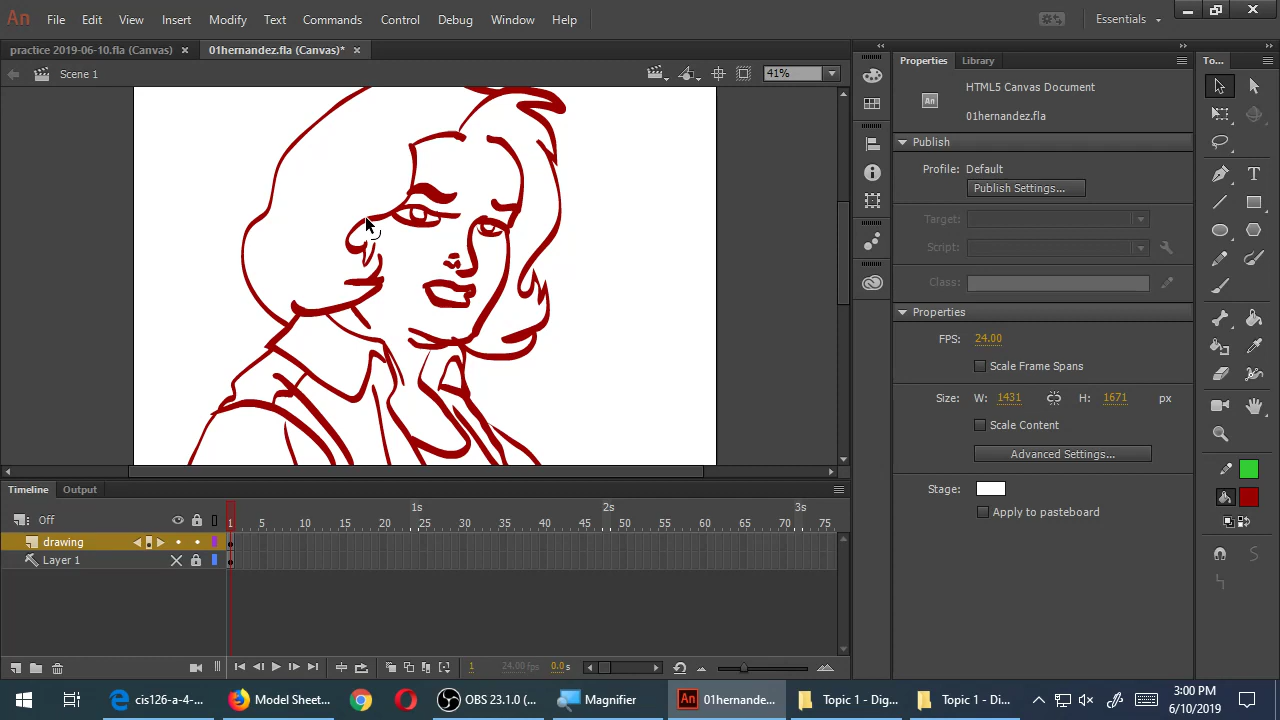 An File Edit View Insert Modify Text Commands Control Debug Window Help Essentials
practice 2019-06-10.fla (Canvas) × 01hernandez.fla (Canvas)* ×
Scene 1 41%
Properties Library To...
An HTML5 Canvas Document
01hernandez.fla
Publish
Profile: Default
Publish Settings...
Target:
Script:
Class:
Properties
FPS: 24.00
Scale Frame Spans
Size: W: 1431 H: 1671 px
Scale Content
Advanced Settings...
Stage:
Apply to pasteboard
Timeline Output
1s 2s 3s
Off 1 5 10 15 20 25 30 35 40 45 50 55 60 65 70 75
drawing
Layer 1
1 24.00 fps 0.0 s
cis126-a-4-... Model Sheet... OBS 23.1.0 (... Magnifier An 01hernande... Topic 1 - Dig... Topic 1 - Di...
3:00 PM
6/10/2019